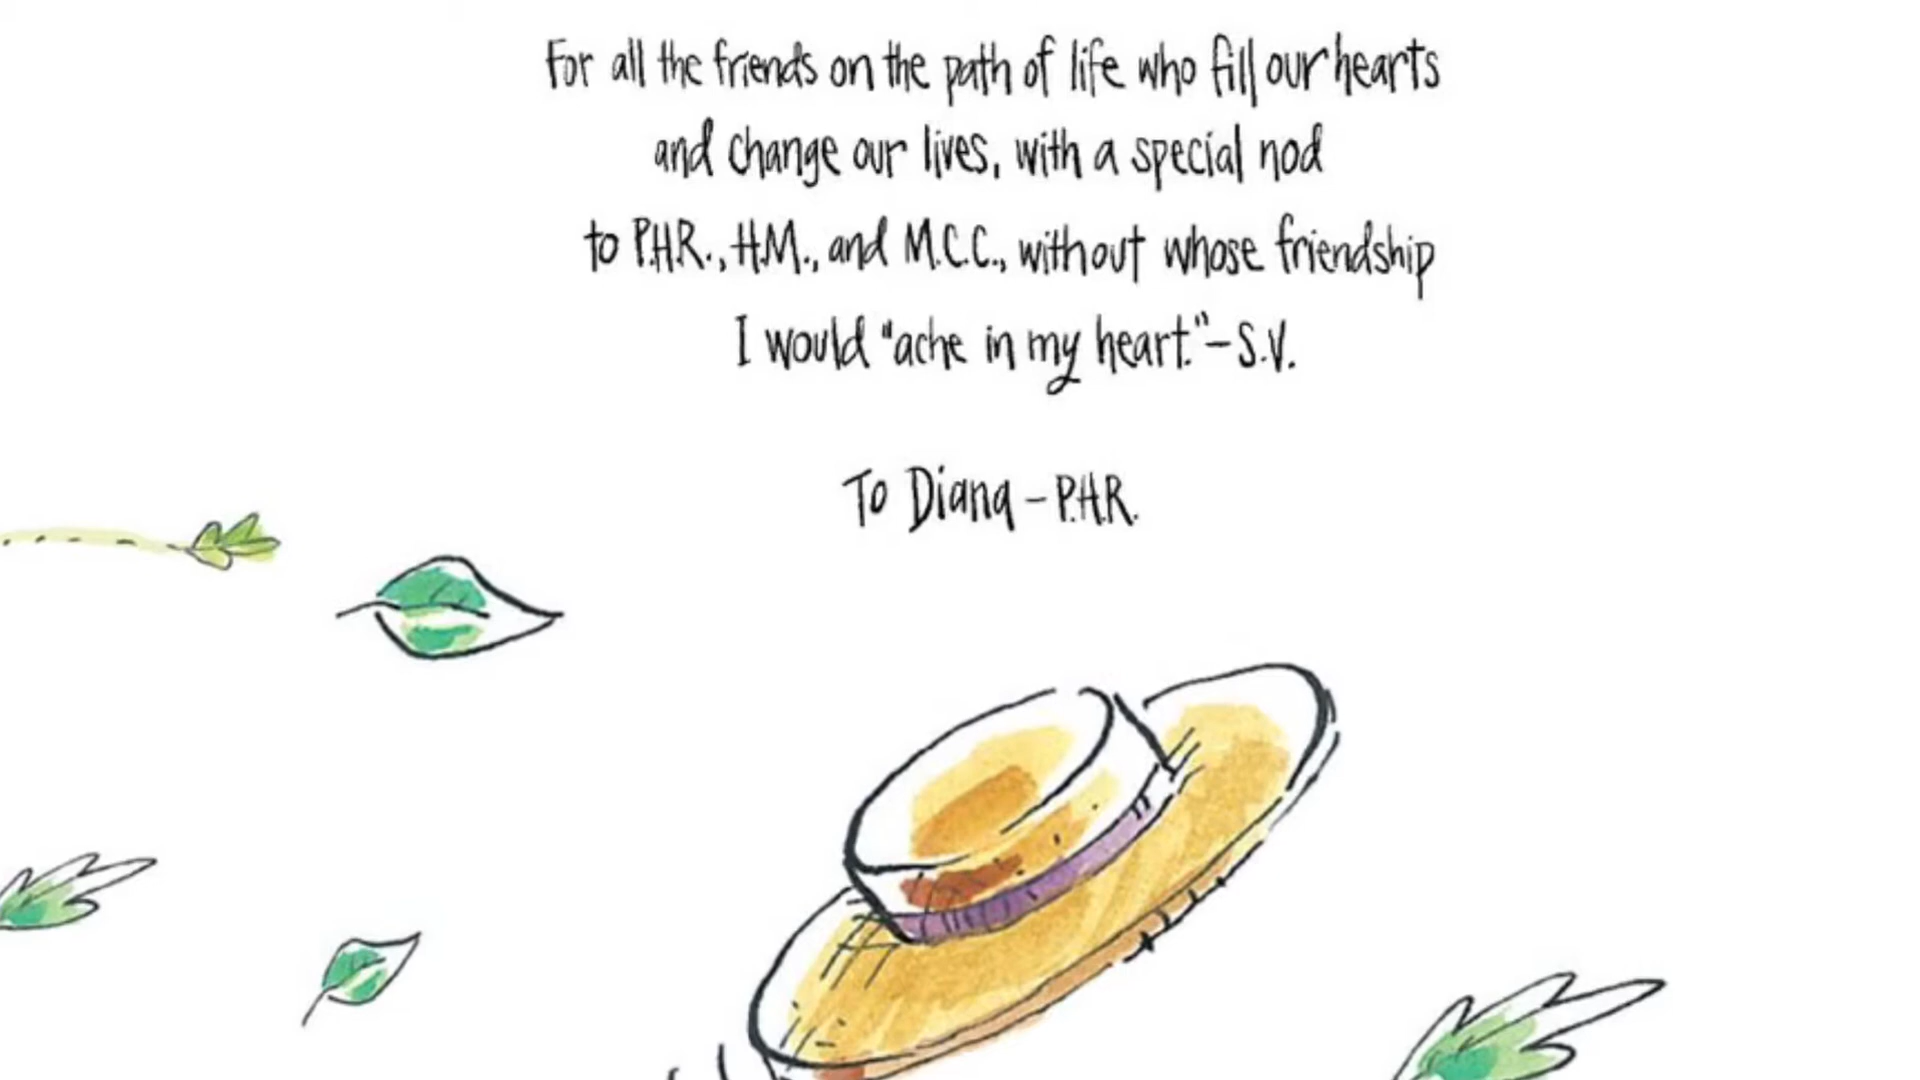 For all the friends on the path of life who fill our hearts
and change our lives, with a special nod
to P.H.R., H.M., and M.C.C., without whose friendship
I would "ache in my heart."—S.V.
To Diana—P.H.R.